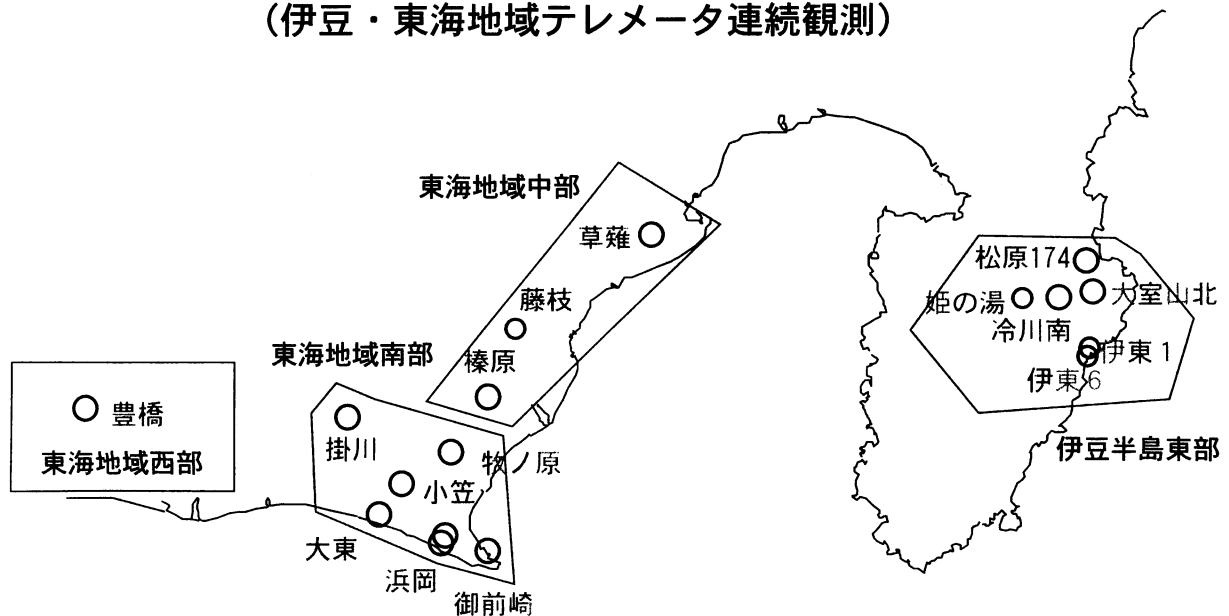 （伊豆・東海地域テレメータ連続観測）
東海地域中部
草薙
藤枝
榛原
東海地域南部
掛川
牧ノ原
小笠
大東
浜岡
御前崎
豊橋
東海地域西部
松原174
姫の湯
大室山北
冷川南
伊東1
伊東6
伊豆半島東部